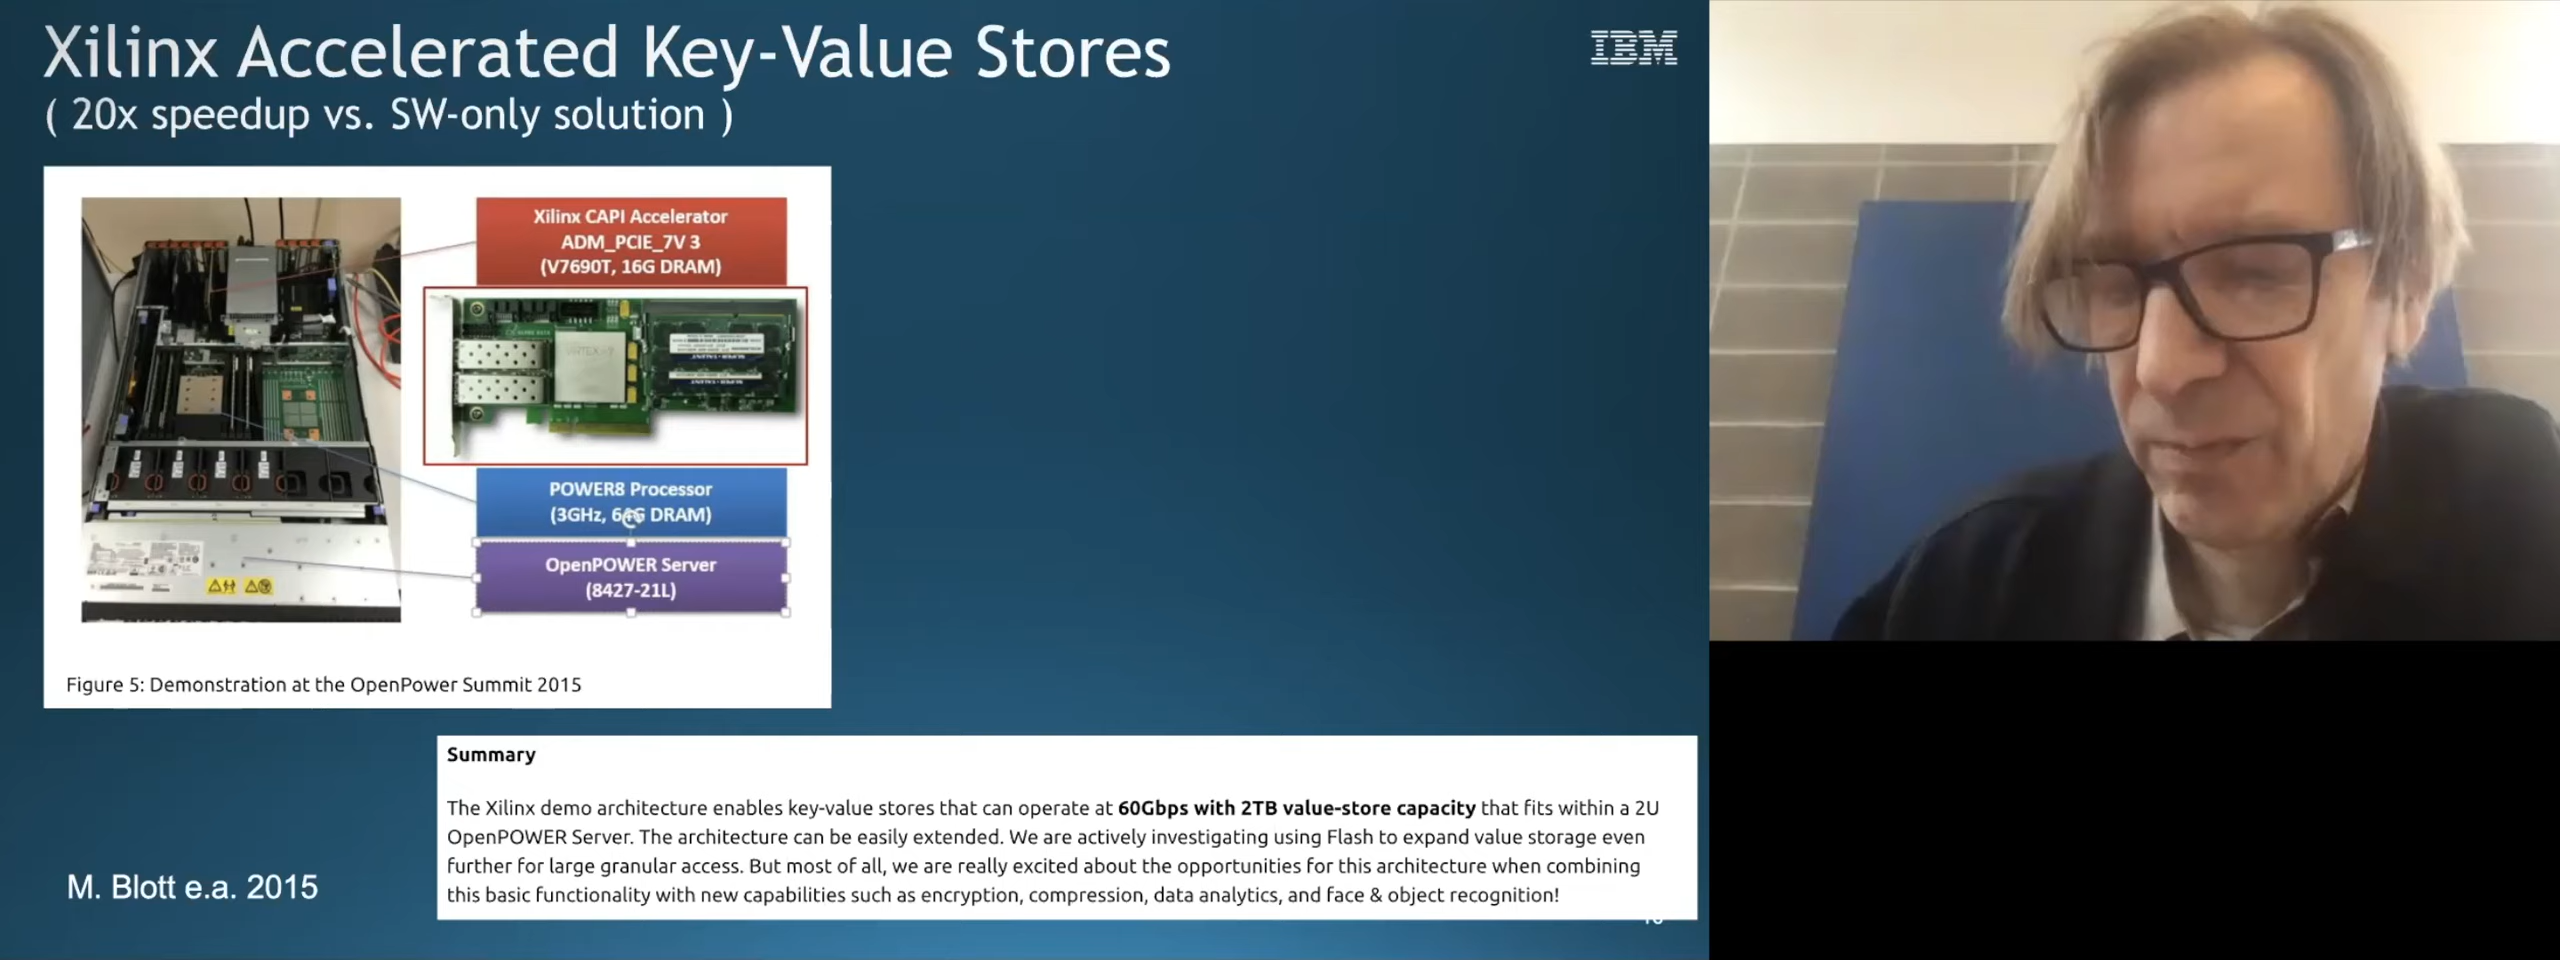 Xilinx Accelerated Key-Value Stores
( 20x speedup vs. SW-only solution )
IBM
Xilinx CAPI Accelerator
ADM_PCIE_7V 3
(V7690T, 16G DRAM)
POWER8 Processor
(3GHz, 64G DRAM)
OpenPOWER Server
(8427-21L)
Figure 5: Demonstration at the OpenPower Summit 2015
Summary
The Xilinx demo architecture enables key-value stores that can operate at 60Gbps with 2TB value-store capacity that fits within a 2U
OpenPOWER Server. The architecture can be easily extended. We are actively investigating using Flash to expand value storage even
further for large granular access. But most of all, we are really excited about the opportunities for this architecture when combining
this basic functionality with new capabilities such as encryption, compression, data analytics, and face & object recognition!
M. Blott e.a. 2015